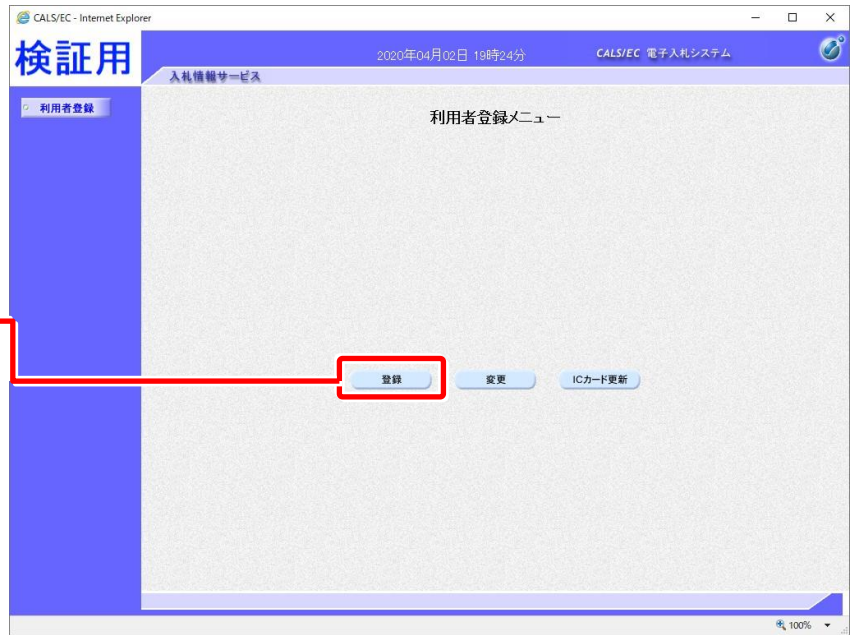 CALS/EC - Internet Explorer
検証用
2020年04月02日 19時24分
CALS/EC 電子入札システム
入札情報サービス
利用者登録
利用者登録メニュー
登録
変更
ICカード更新
100%